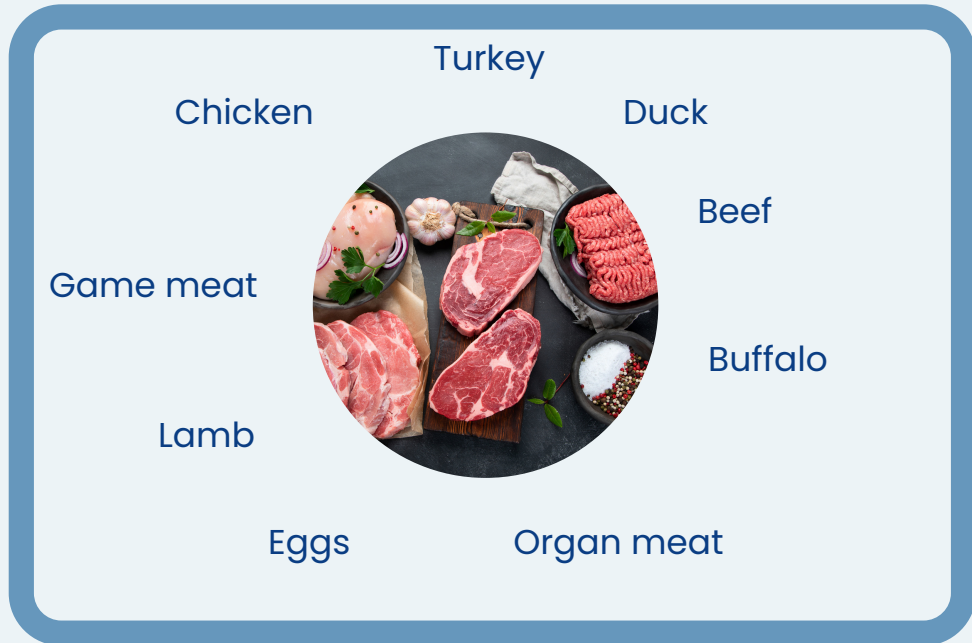 Turkey
Chicken
Duck
Beef
Game meat
Buffalo
Lamb
Eggs
Organ meat